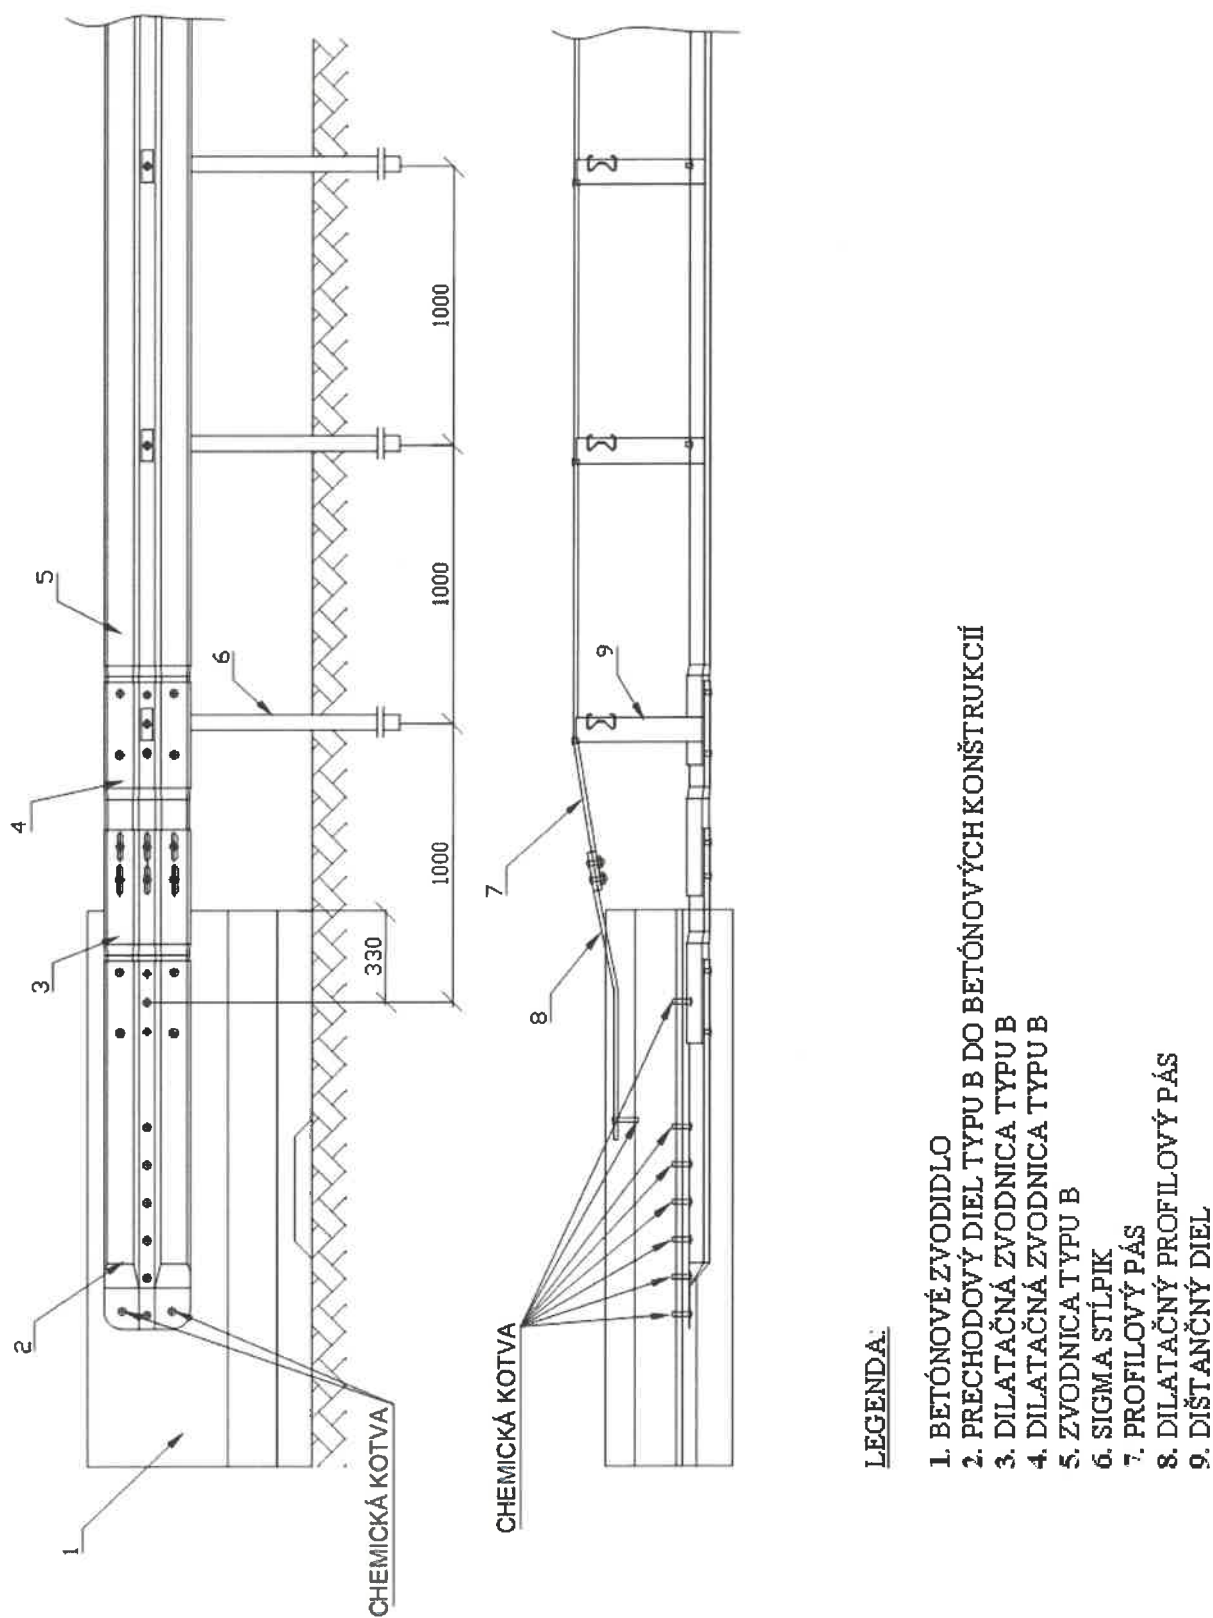 1
2
3
4
5
6
CHEMICKÁ KOTVA
330
1000
1000
1000
CHEMICKÁ KOTVA
8
7
9
LEGENDA:
1. BETÓNOVÉ ZVODIDLO
2. PRECHODOVÝ DIEL TYPU B DO BETÓNOVÝCH KONŠTRUKCIÍ
3. DILATAČNÁ ZVODNICA TYPU B
4. DILATAČNÁ ZVODNICA TYPU B
5. ZVODNICA TYPU B
6. SIGMA STĹPIK
7. PROFILOVÝ PÁS
8. DILATAČNÝ PROFILOVÝ PÁS
9. DIŠTANČNÝ DIEL